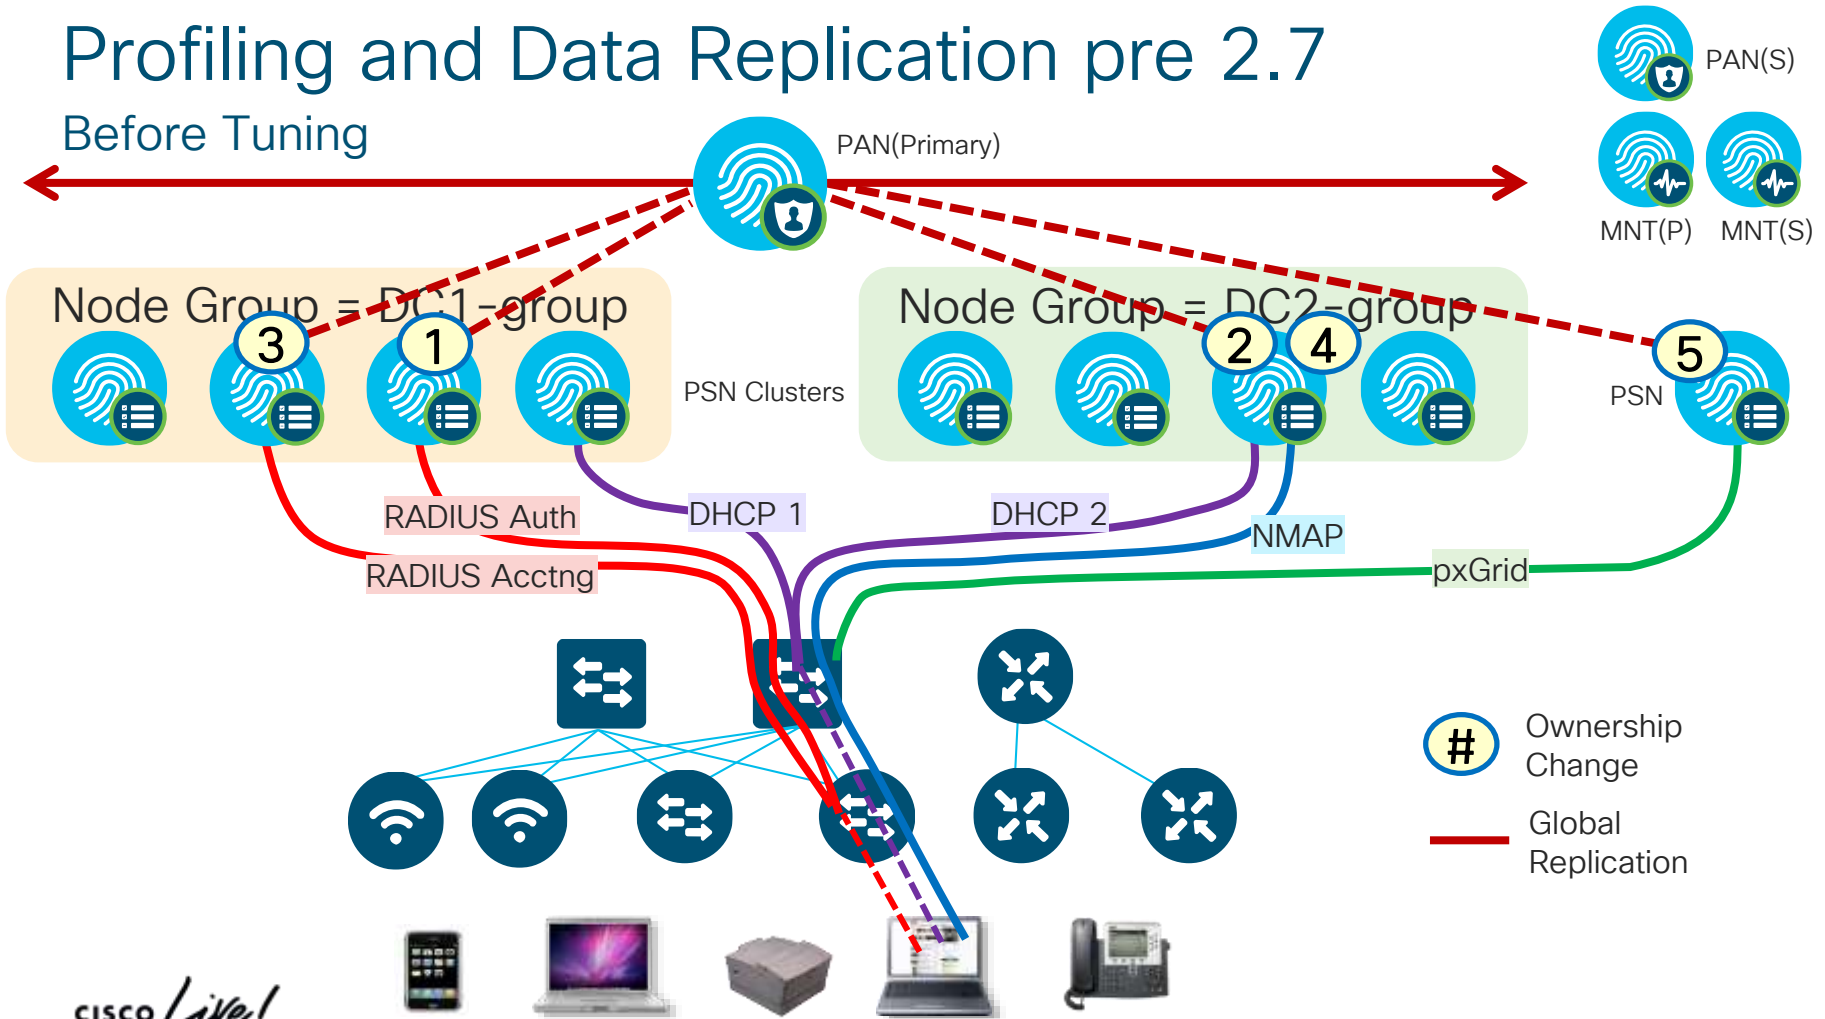 Profiling and Data Replication pre 2.7
Before Tuning
PAN(S)
PAN(Primary)
MNT(P) MNT(S)
Node Group = DC1-group
Node Group = DC2-group
3
1
2
4
5
PSN Clusters
PSN
RADIUS Auth
DHCP 1
DHCP 2
NMAP
RADIUS Acctng
pxGrid
#
Ownership
Change
Global
Replication
CISCO Live!